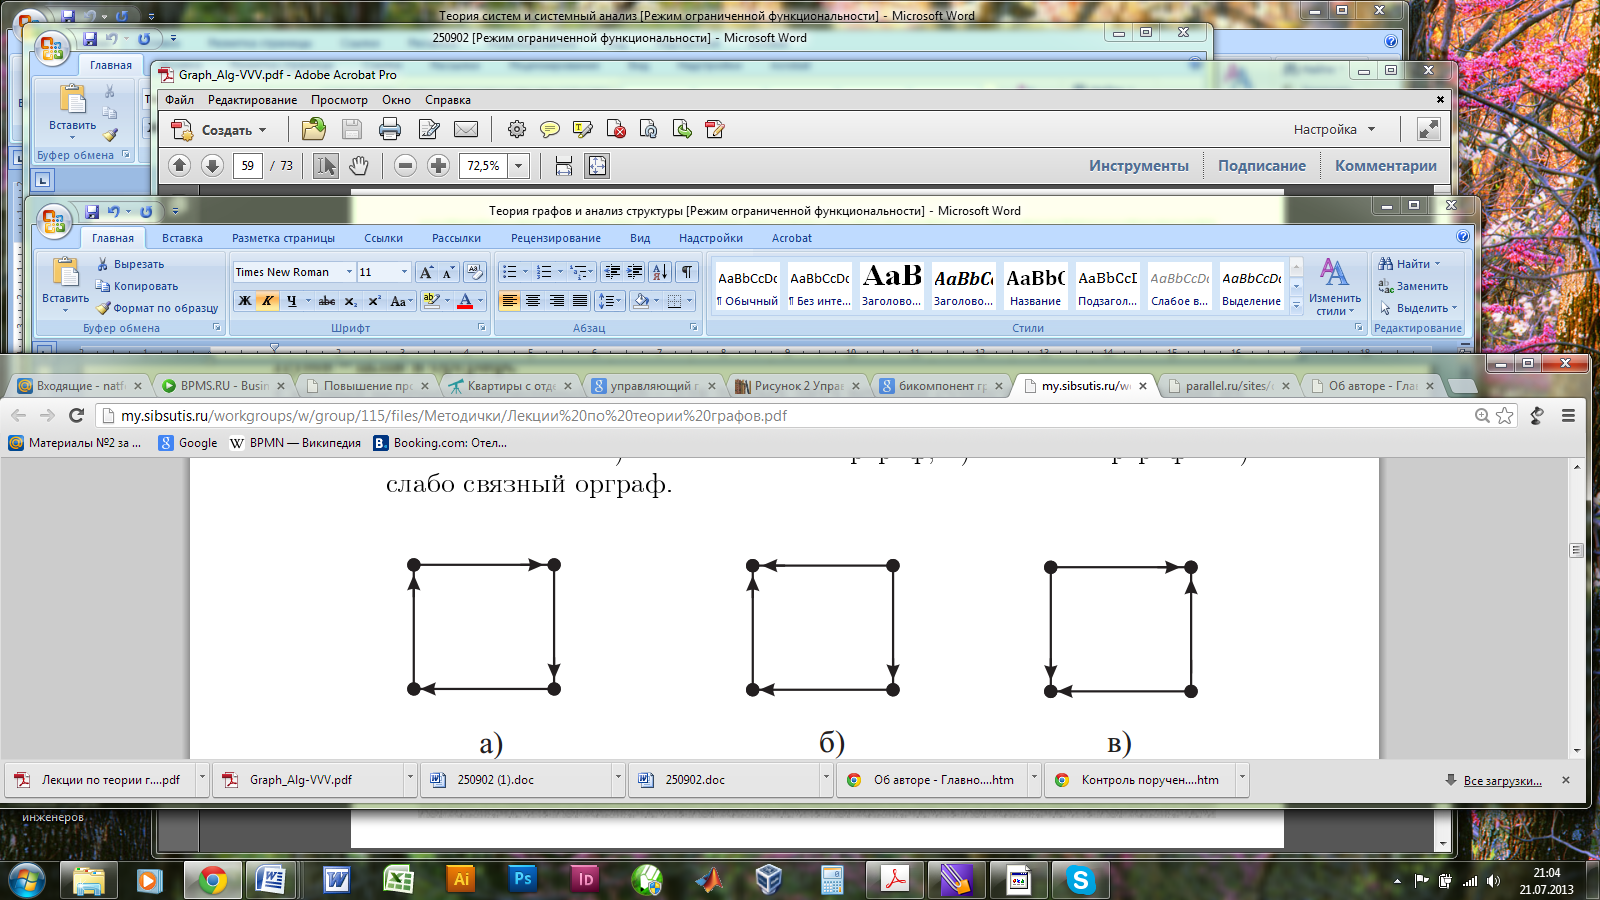 Теория систем и системный анализ [Режим ограниченной функциональности] - Microsoft Word
250902 [Режим ограниченной функциональности] - Microsoft Word
Главная
Вставить
Буфер обмена
Graph_Alg-VVV.pdf - Adobe Acrobat Pro
Файл Редактирование Просмотр Окно Справка
Создать
Настройка
59 / 73
72,5%
Инструменты Подписание Комментарии
Теория графов и анализ структуры [Режим ограниченной функциональности] - Microsoft Word
Главная Вставка Разметка страницы Ссылки Рассылки Рецензирование Вид Надстройки Acrobat
Вставить
Вырезать
Копировать
Формат по образцу
Буфер обмена
Times New Roman 11
Ж К Ч abc x₂ x² Aa
Шрифт
Абзац
AaBbCcDc AaBbCcDc AaB AaBbC AaBbC AaBbCcI AaBbCcDc AaBbCcDc
¶ Обычный ¶ Без инте... Заголово... Заголово... Название Подзагол... Слабое в... Выделение
Стили
Изменить стили
Найти
Заменить
Выделить
Редактирование
Входящие - natf
BPMS.RU - Busin
Повышение про
Квартиры с отде
управляющий г
Рисунок 2 Упра
бикомпонент гр
my.sibsutis.ru/w
parallel.ru/sites/
Об авторе - Глав
my.sibsutis.ru/workgroups/w/group/115/files/Методички/Лекции%20по%20теории%20графов.pdf
Материалы №2 за ... Google BPMN — Википедия Booking.com: Отел...
слабо связный орграф.
а) б) в)
Лекции по теории г....pdf
Graph_Alg-VVV.pdf
250902 (1).doc
250902.doc
Об авторе - Главно....htm
Контроль поручен....htm
Все загрузки...
инженеров
21:04
21.07.2013